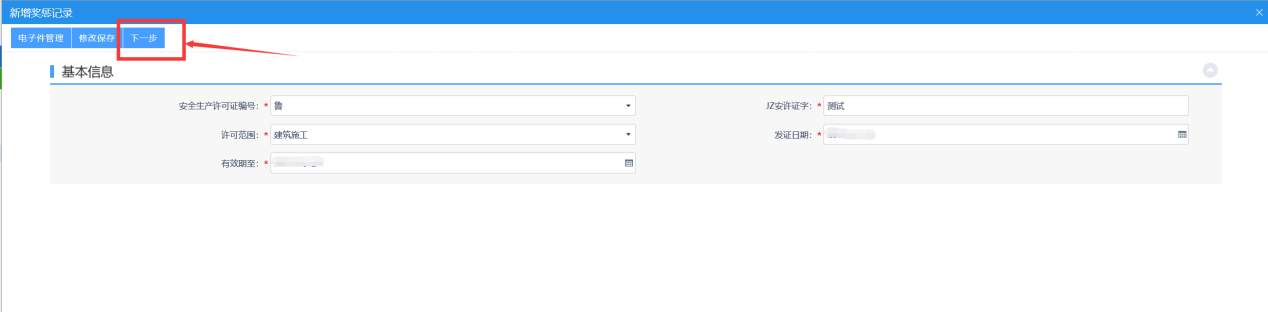 新增奖惩记录
电子件管理 修改保存 下一步
基本信息
安全生产许可证编号: * 鲁 JZ安许证字: * 测试
许可范围: * 建筑施工 发证日期: *
有效期至: *